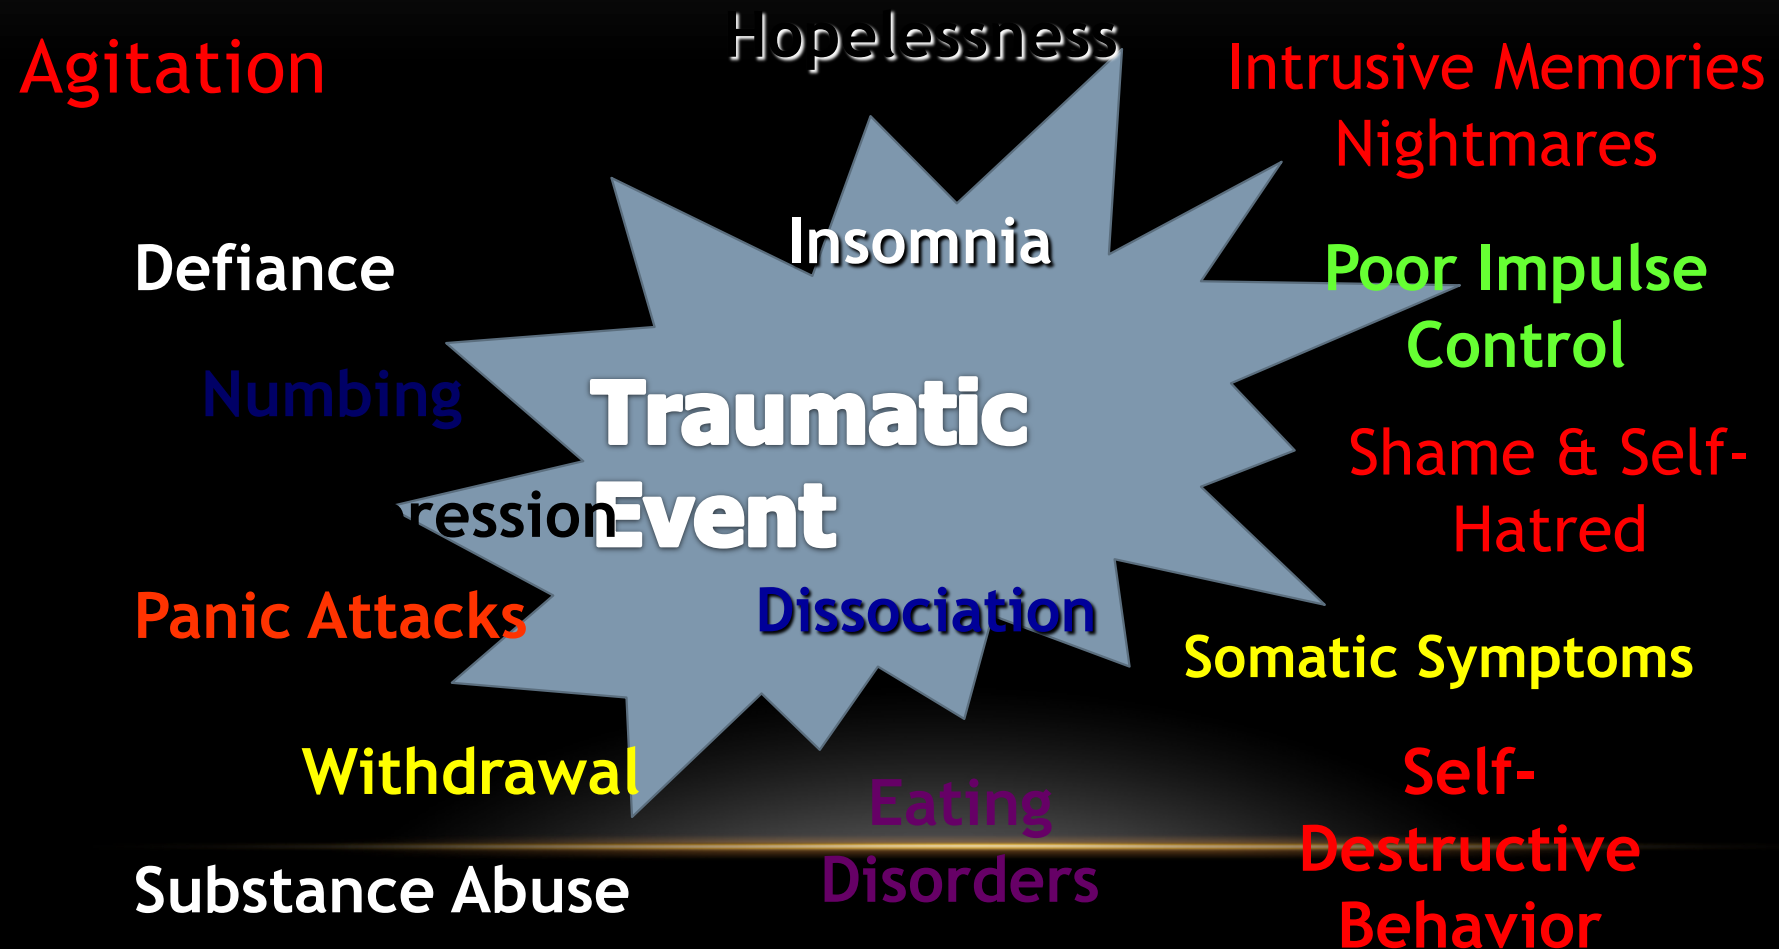 Hopelessness
Agitation
Intrusive Memories
Nightmares
Insomnia
Defiance
Poor Impulse
Control
Numbing
Traumatic
Event
Shame & Self-
Hatred
Panic Attacks
Dissociation
Somatic Symptoms
Withdrawal
Eating
Disorders
Self-
Destructive
Behavior
Substance Abuse